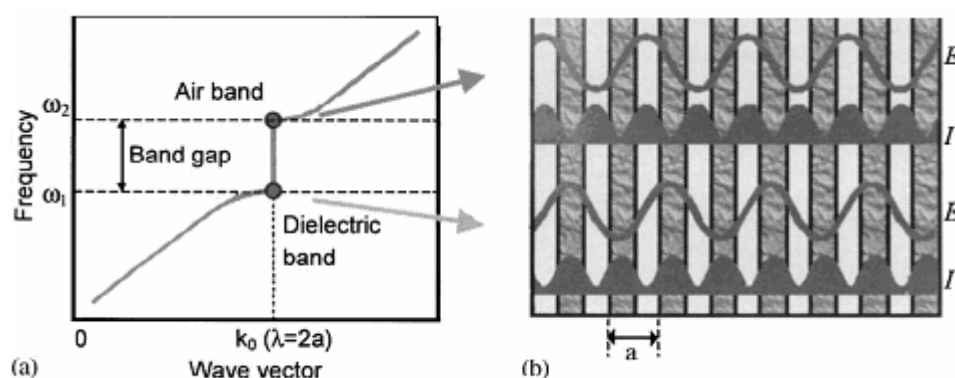 Frequency
ω₂
ω₁
Air band
Band gap
Dielectric
band
0
k₀ (λ=2a)
Wave vector
(a)
E
I
E
I
a
(b)